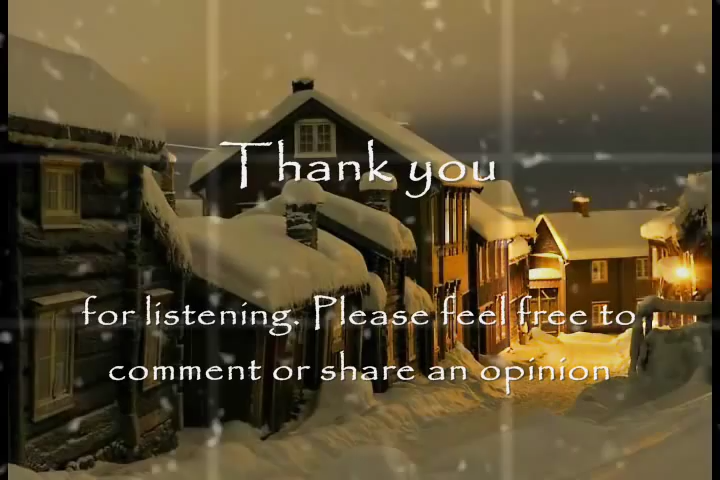 Thank you
for listening. Please feel free to
comment or share an opinion